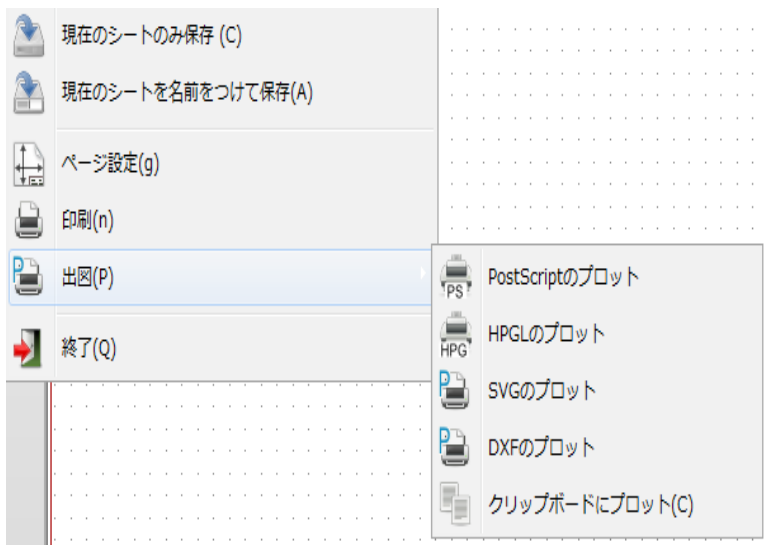 現在のシートのみ保存 (C)
現在のシートを名前をつけて保存(A)
ページ設定(g)
印刷(n)
出図(P)
終了(Q)
PS
PostScriptのプロット
HPG
HPGLのプロット
SVGのプロット
DXFのプロット
クリップボードにプロット(C)